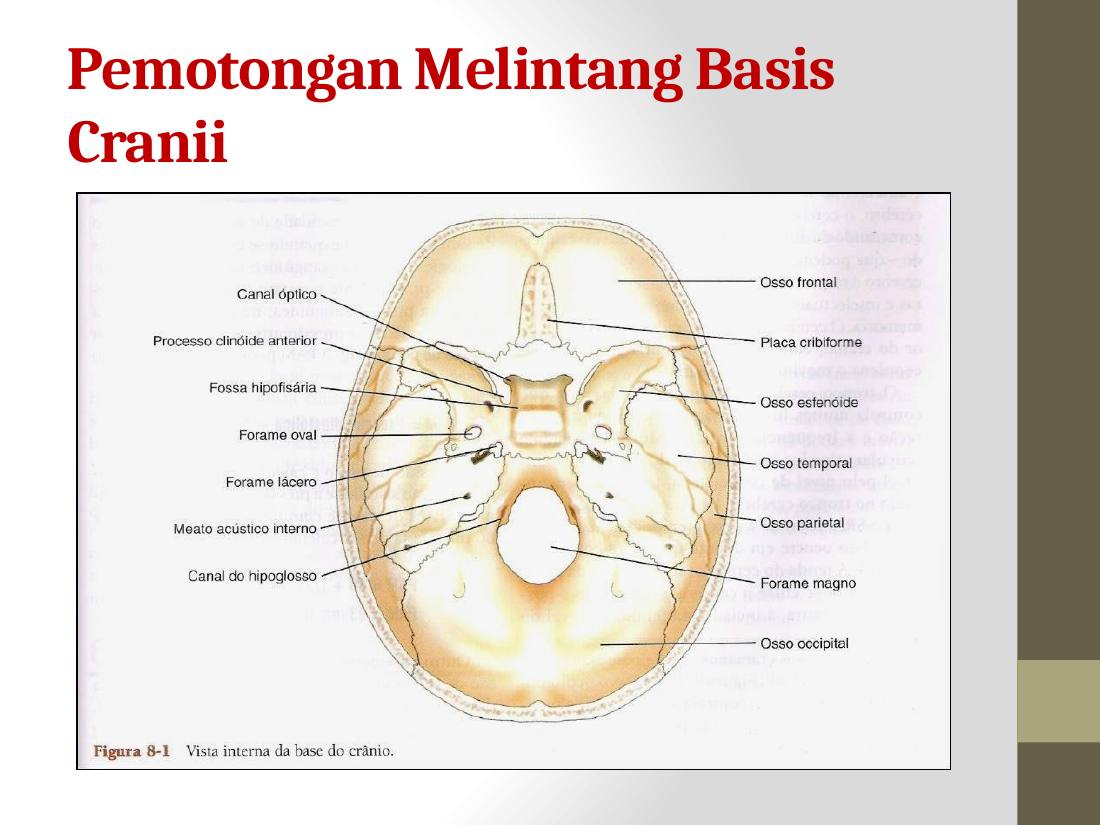 Pemotongan Melintang Basis
Cranii
Canal óptico
Processo clinóide anterior
Fossa hipofisária
Forame oval
Forame lácero
Meato acústico interno
Canal do hipoglosso
Osso frontal
Placa cribiforme
Osso esfenóide
Osso temporal
Osso parietal
Forame magno
Osso occipital
Figura 8-1 Vista interna da base do crânio.